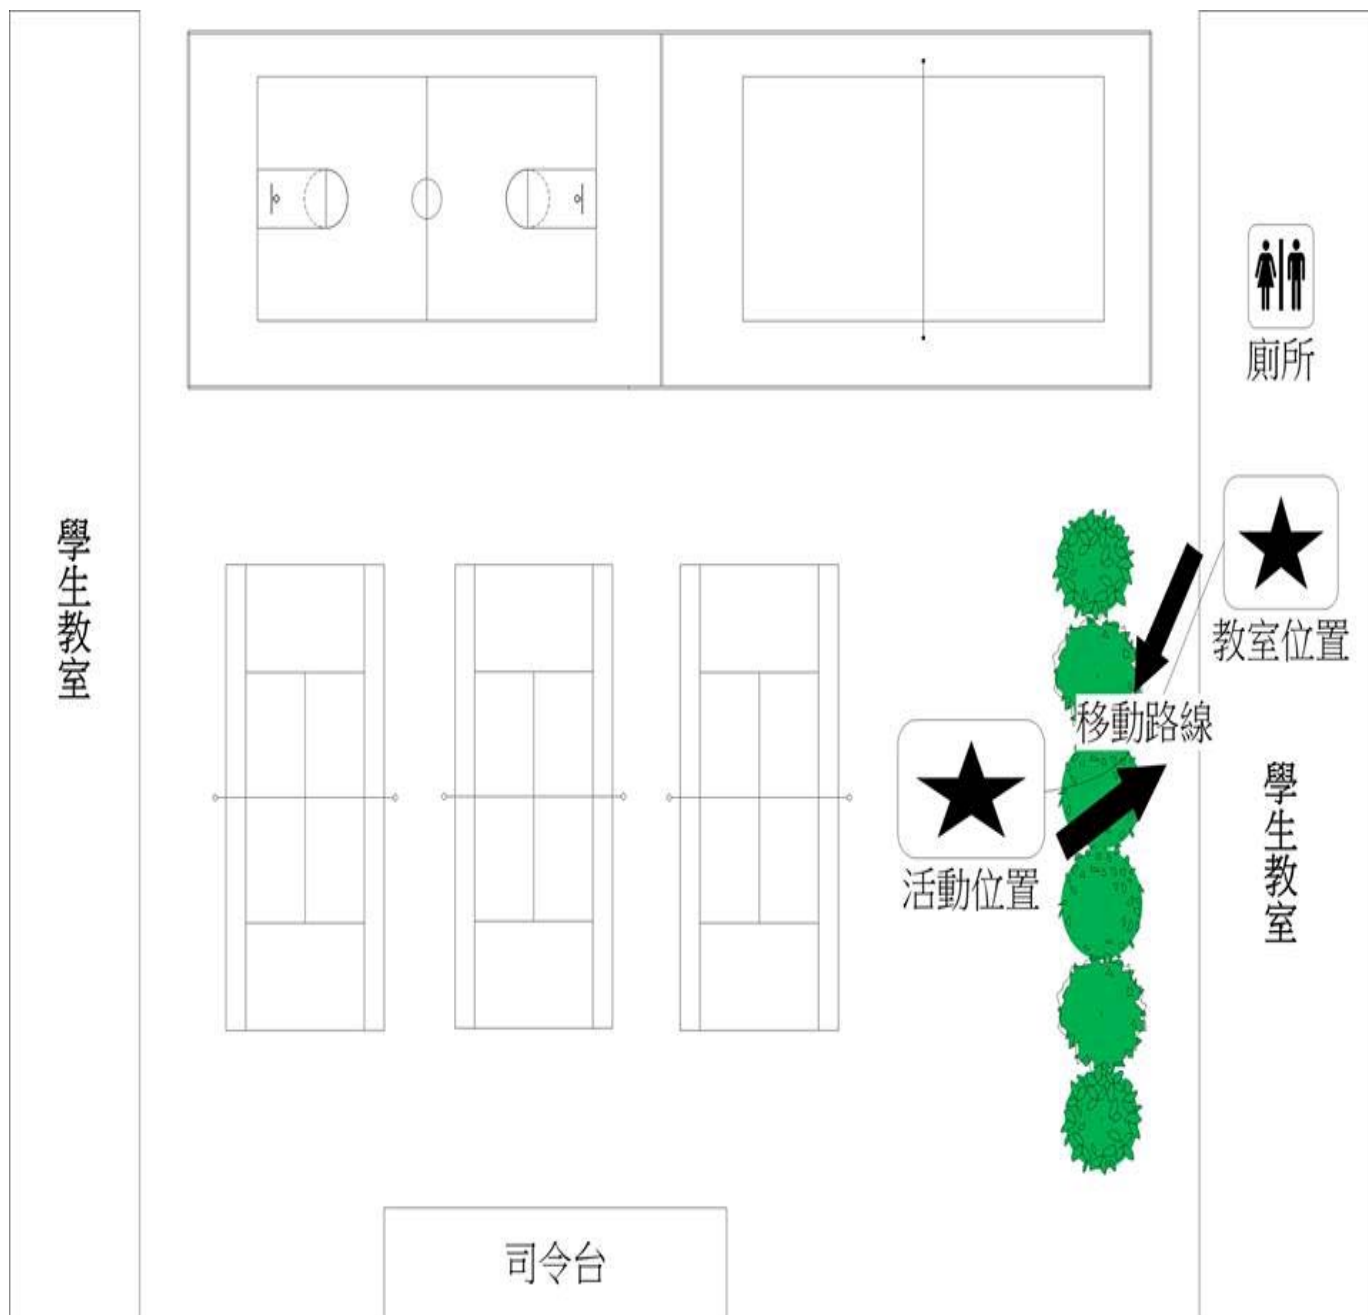 廁所
學生教室
教室位置
移動路線
學生教室
活動位置
司令台